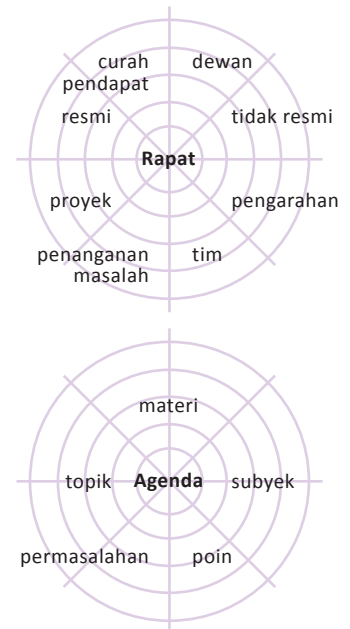 curah
pendapat
dewan
resmi
tidak resmi
Rapat
proyek
pengarahan
penanganan
masalah
tim
materi
topik
Agenda
subyek
permasalahan
poin